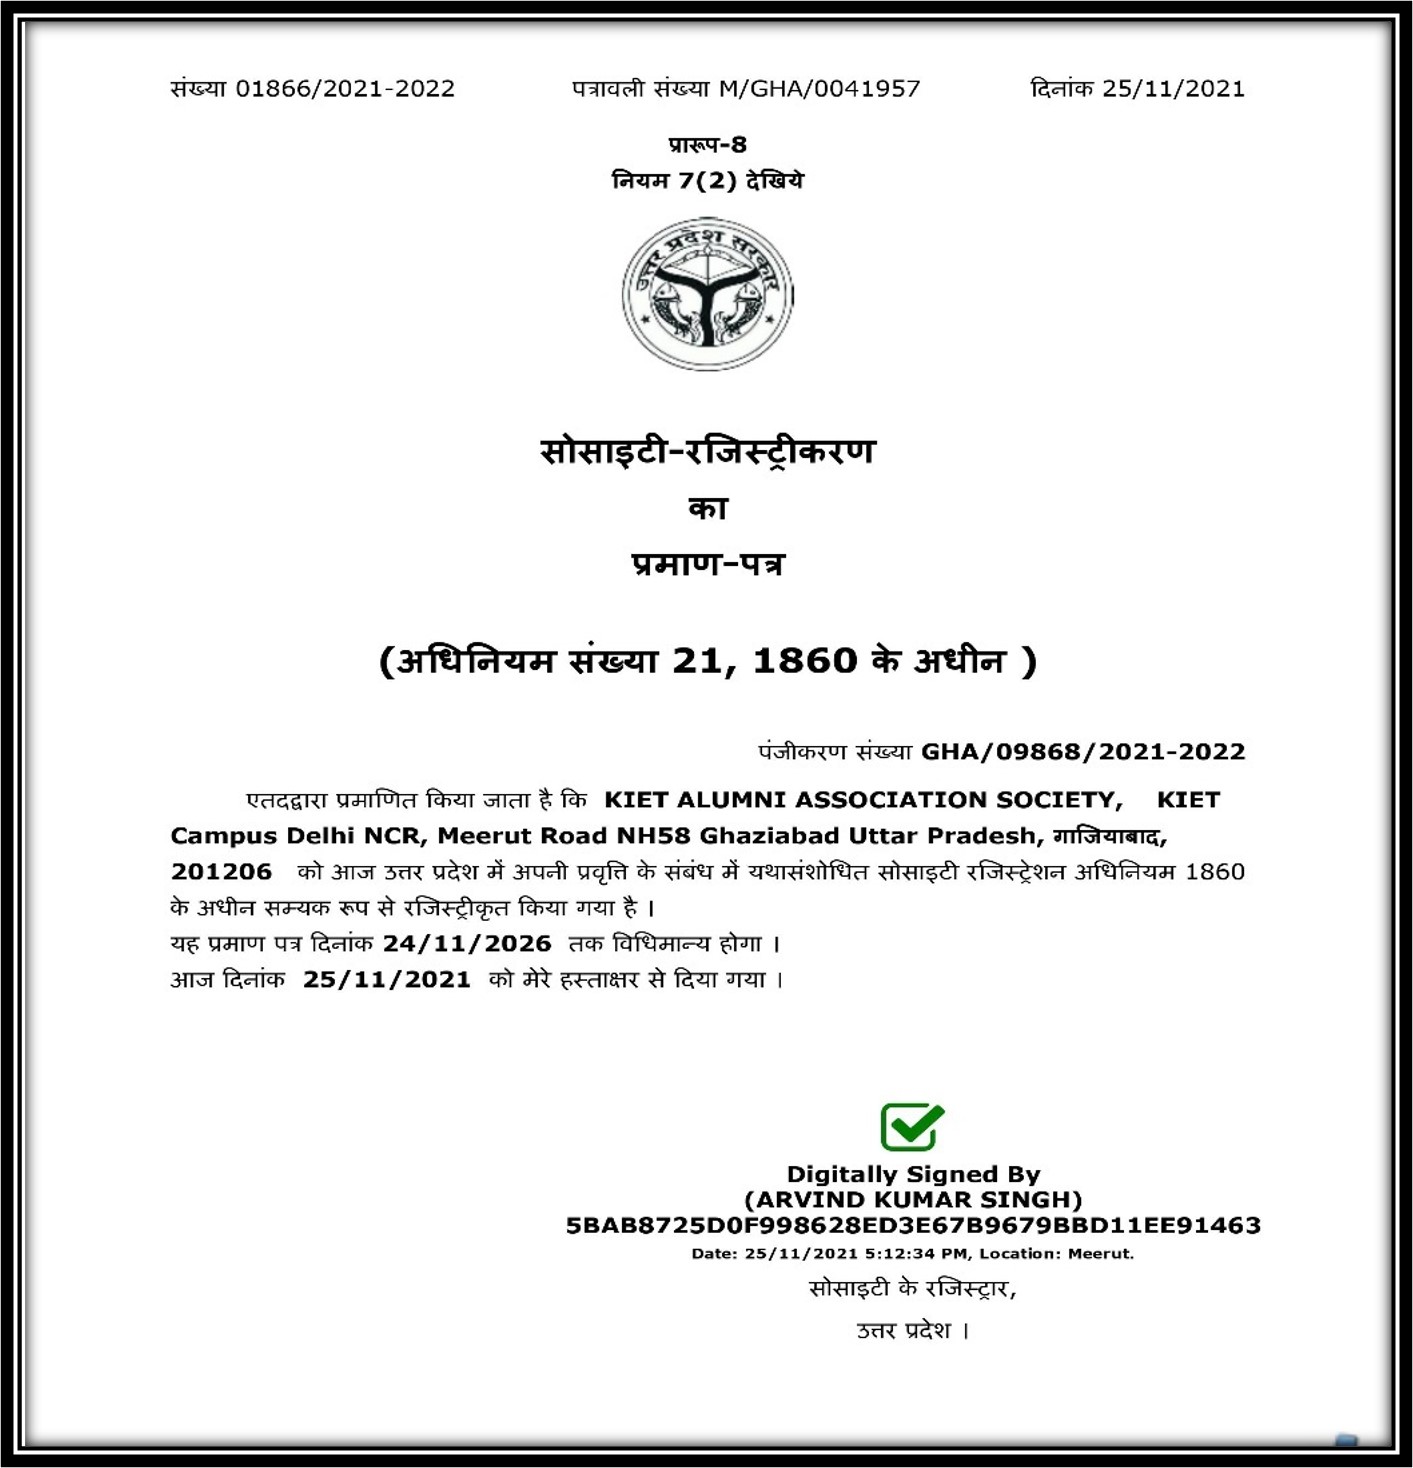 संख्या 01866/2021-2022 पत्रावली संख्या M/GHA/0041957 दिनांक 25/11/2021
प्रारूप-8
नियम 7(2) देखिये
उत्तर प्रदेश सरकार
सोसाइटी-रजिस्ट्रीकरण
का
प्रमाण-पत्र
(अधिनियम संख्या 21, 1860 के अधीन )
पंजीकरण संख्या GHA/09868/2021-2022
एतदद्वारा प्रमाणित किया जाता है कि KIET ALUMNI ASSOCIATION SOCIETY, KIET
Campus Delhi NCR, Meerut Road NH58 Ghaziabad Uttar Pradesh, गाजियाबाद,
201206 को आज उत्तर प्रदेश में अपनी प्रवृत्ति के संबंध में यथासंशोधित सोसाइटी रजिस्ट्रेशन अधिनियम 1860
के अधीन सम्यक रूप से रजिस्ट्रीकृत किया गया है ।
यह प्रमाण पत्र दिनांक 24/11/2026 तक विधिमान्य होगा ।
आज दिनांक 25/11/2021 को मेरे हस्ताक्षर से दिया गया ।
Digitally Signed By
(ARVIND KUMAR SINGH)
5BAB8725D0F998628ED3E67B9679BBD11EE91463
Date: 25/11/2021 5:12:34 PM, Location: Meerut.
सोसाइटी के रजिस्ट्रार,
उत्तर प्रदेश ।